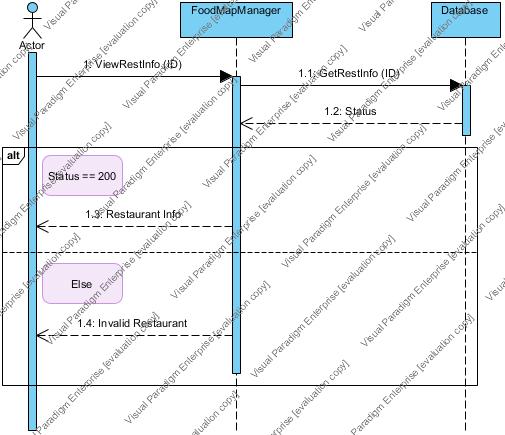 FoodMapManager
Database
Actor
1: ViewRestInfo (ID)
1.1: GetRestInfo (ID)
1.2: Status
alt
Status == 200
1.3: Restaurant Info
Else
1.4: Invalid Restaurant
Visual Paradigm Enterprise [evaluation copy]